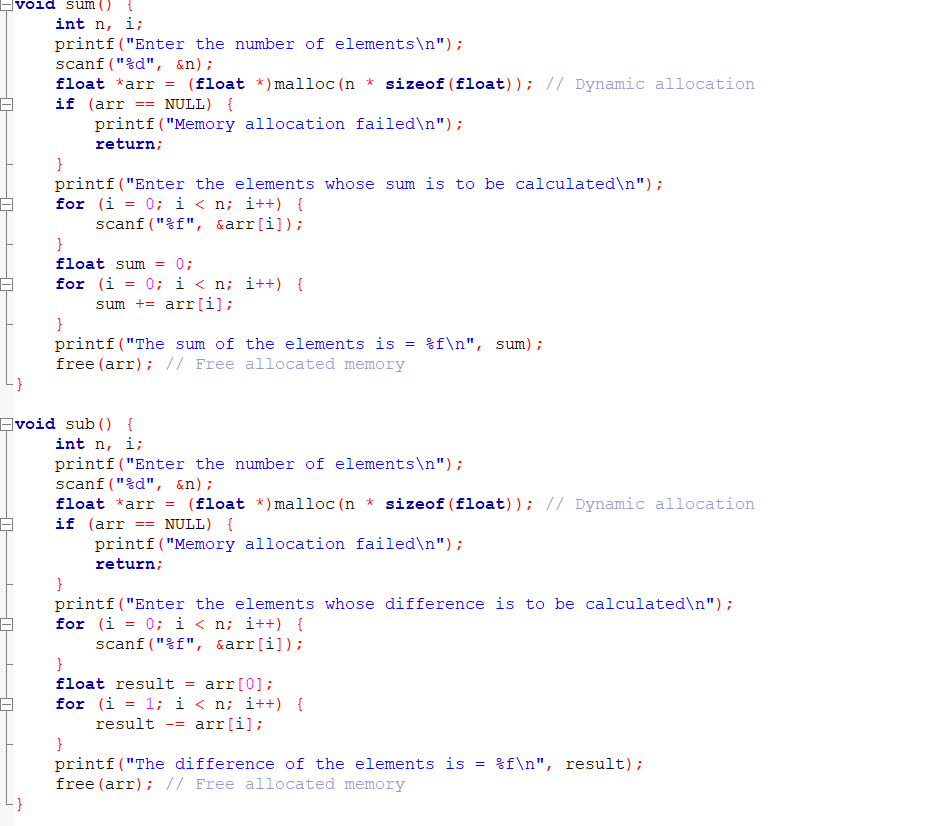 void sum() {
    int n, i;
    printf("Enter the number of elements\n");
    scanf("%d", &n);
    float *arr = (float *)malloc(n * sizeof(float)); // Dynamic allocation
    if (arr == NULL) {
        printf("Memory allocation failed\n");
        return;
    }
    printf("Enter the elements whose sum is to be calculated\n");
    for (i = 0; i < n; i++) {
        scanf("%f", &arr[i]);
    }
    float sum = 0;
    for (i = 0; i < n; i++) {
        sum += arr[i];
    }
    printf("The sum of the elements is = %f\n", sum);
    free(arr); // Free allocated memory
}

void sub() {
    int n, i;
    printf("Enter the number of elements\n");
    scanf("%d", &n);
    float *arr = (float *)malloc(n * sizeof(float)); // Dynamic allocation
    if (arr == NULL) {
        printf("Memory allocation failed\n");
        return;
    }
    printf("Enter the elements whose difference is to be calculated\n");
    for (i = 0; i < n; i++) {
        scanf("%f", &arr[i]);
    }
    float result = arr[0];
    for (i = 1; i < n; i++) {
        result -= arr[i];
    }
    printf("The difference of the elements is = %f\n", result);
    free(arr); // Free allocated memory
}